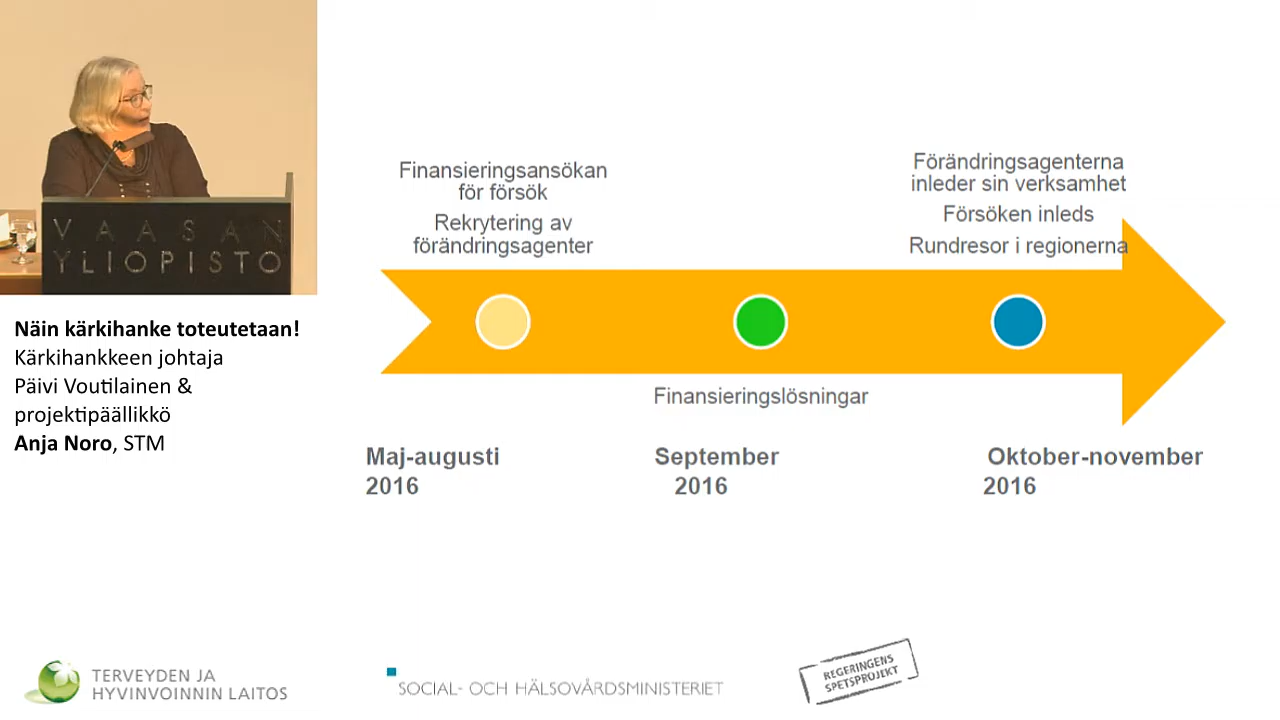 VAASAN
YLIOPISTO
Näin kärkihanke toteutetaan!
Kärkihankkeen johtaja
Päivi Voutilainen &
projektipäällikkö
Anja Noro, STM
Finansieringsansökan
för försök
Rekrytering av
förändringsagenter
Förändringsagenterna
inleder sin verksamhet
Försöken inleds
Rundresor i regionerna
Finansieringslösningar
Maj-augusti
2016
September
2016
Oktober-november
2016
TERVEYDEN JA
HYVINVOINNIN LAITOS
SOCIAL- OCH HÄLSOVÅRDSMINISTERIET
REGERINGENS
SPETSPROJEKT